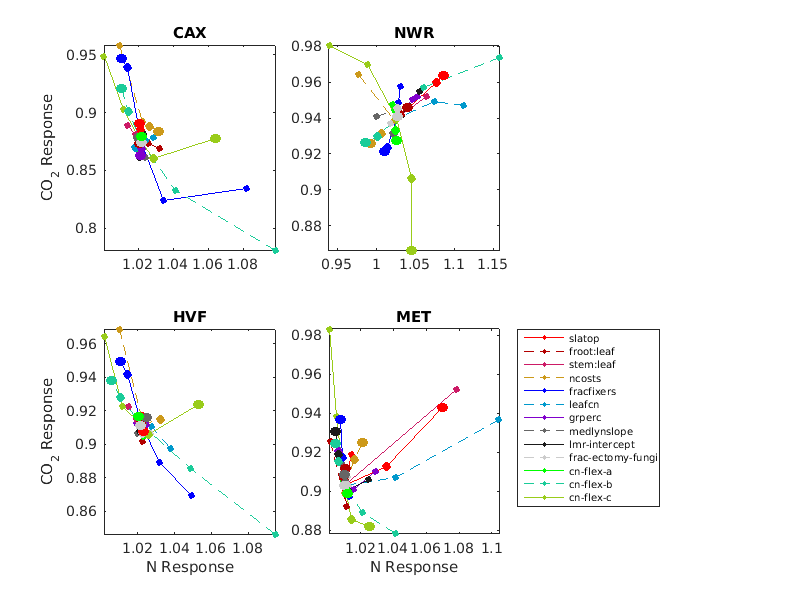 CAX
NWR
0.95
0.9
0.85
0.8
CO2 Response
1.02 1.04 1.06 1.08
0.98
0.96
0.94
0.92
0.9
0.88
0.95 1 1.05 1.1 1.15
HVF
MET
0.96
0.94
0.92
0.9
0.88
0.86
CO2 Response
1.02 1.04 1.06 1.08
N Response
0.98
0.96
0.94
0.92
0.9
0.88
1.02 1.04 1.06 1.08 1.1
N Response
slatop
froot:leaf
stem:leaf
ncosts
fracfixers
leafcn
grperc
medlynslope
lmr-intercept
frac-ectomy-fungi
cn-flex-a
cn-flex-b
cn-flex-c